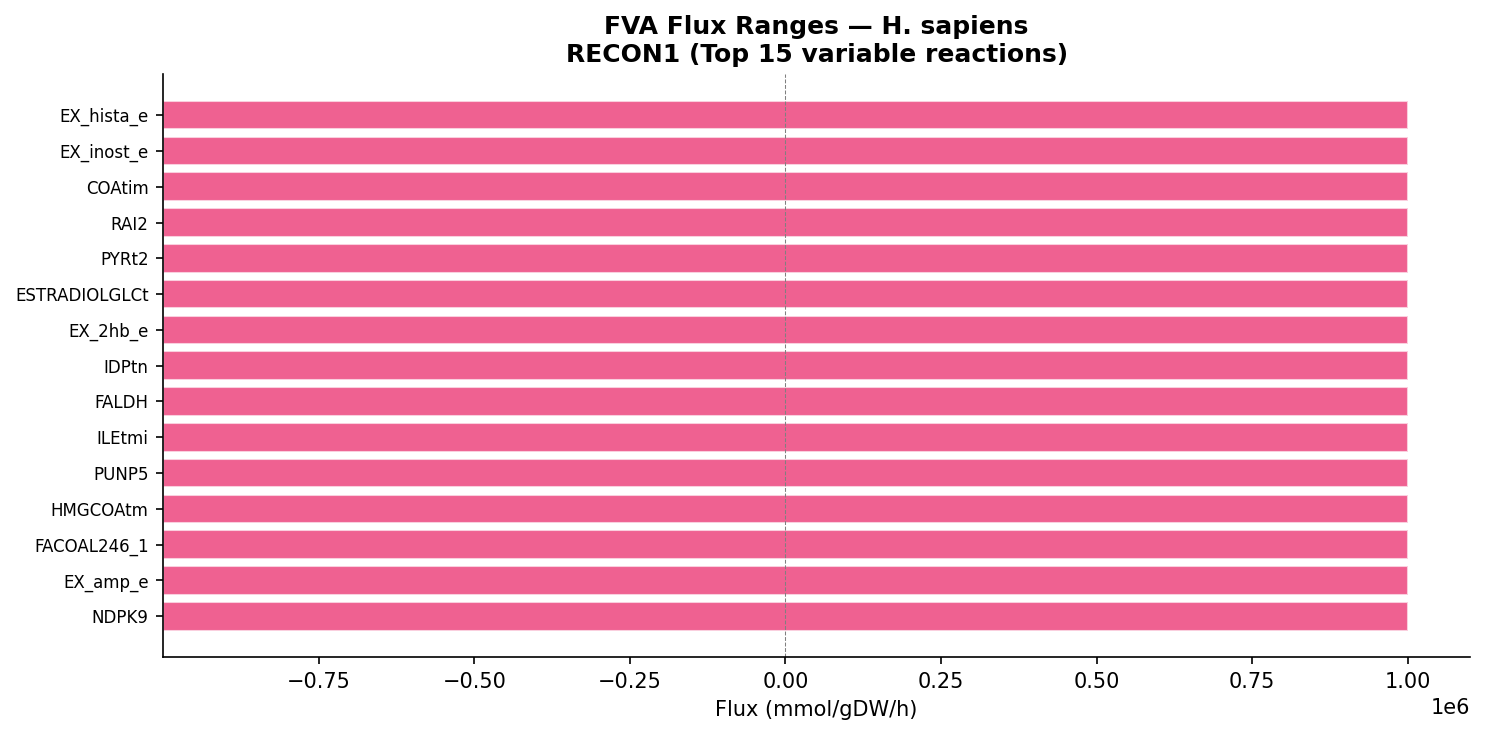 FVA Flux Ranges — H. sapiens
RECON1 (Top 15 variable reactions)
EX_hista_e
EX_inost_e
COAtim
RAI2
PYRt2
ESTRADIOLGLCt
EX_2hb_e
IDPtn
FALDH
ILEtmi
PUNP5
HMGCOAtm
FACOAL246_1
EX_amp_e
NDPK9
−0.75 −0.50 −0.25 0.00 0.25 0.50 0.75 1.00
1e6
Flux (mmol/gDW/h)